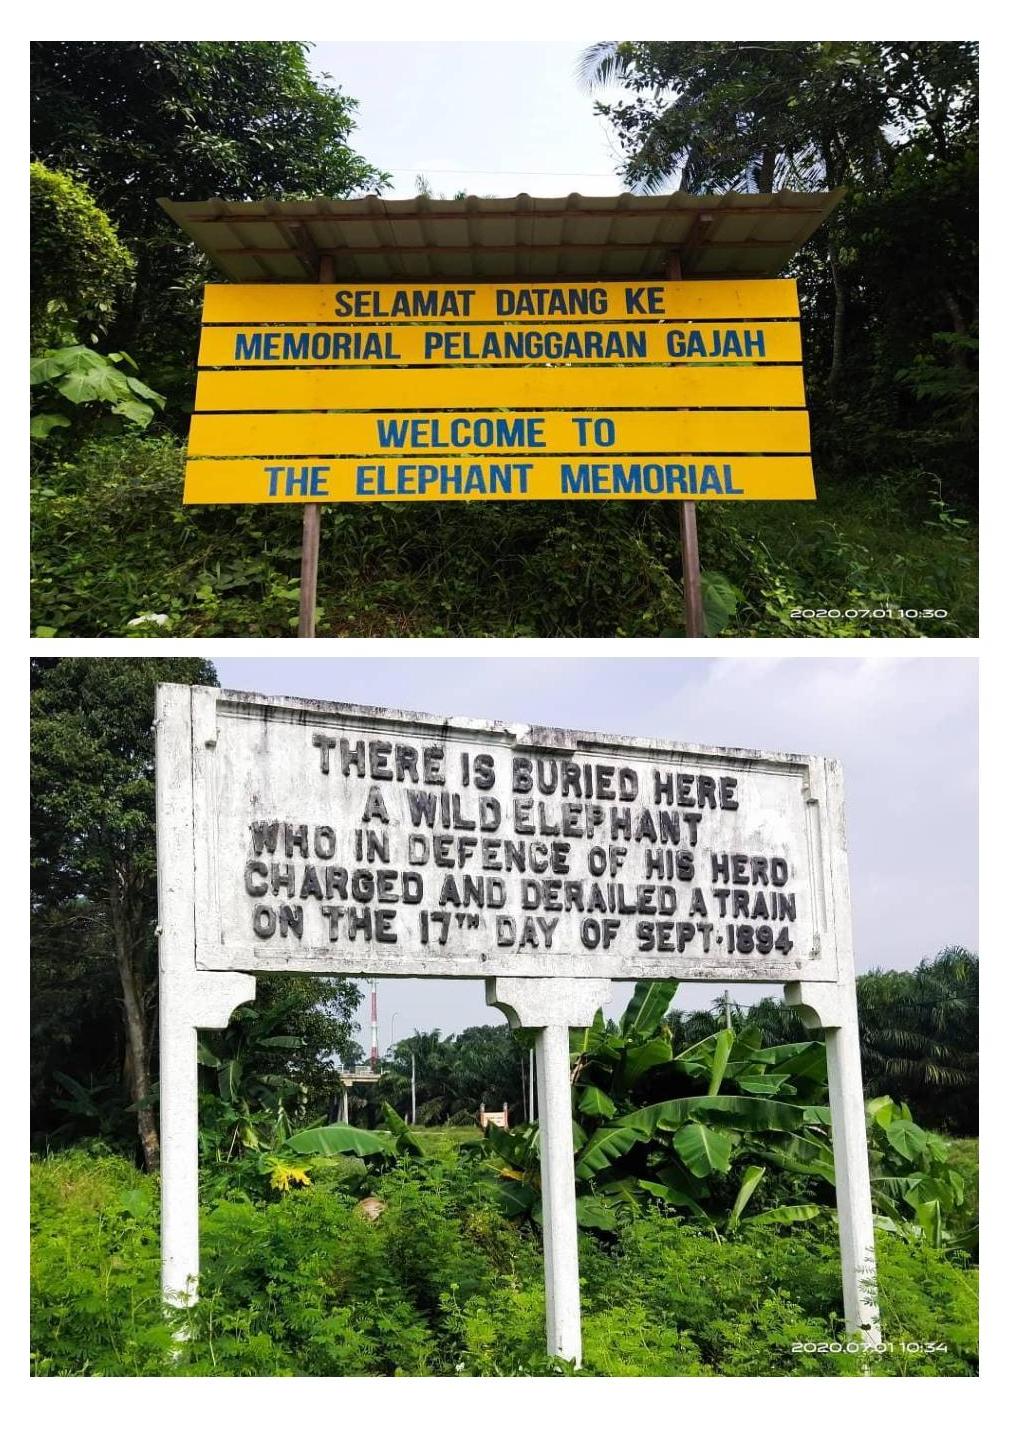 SELAMAT DATANG KE
MEMORIAL PELANGGARAN GAJAH
WELCOME TO
THE ELEPHANT MEMORIAL
2020.07.01 10:30
THERE IS BURIED HERE
A WILD ELEPHANT
WHO IN DEFENCE OF HIS HERD
CHARGED AND DERAILED A TRAIN
ON THE 17TH DAY OF SEPT·1894
2020.07.01 10:34